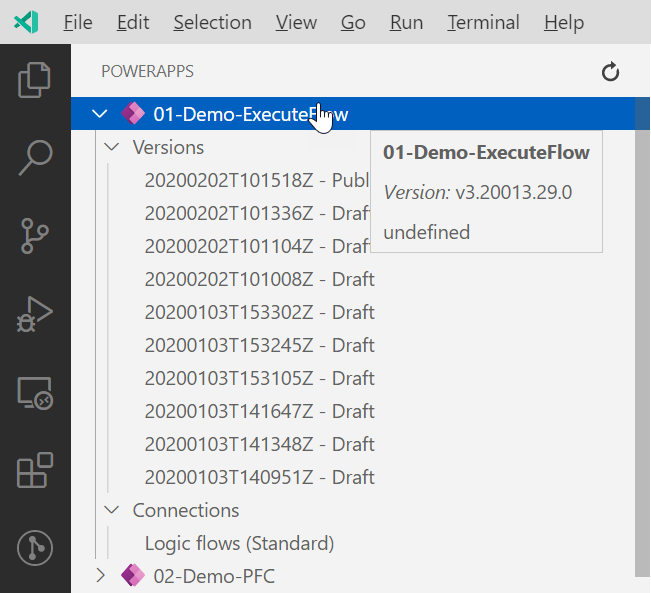 File Edit Selection View Go Run Terminal Help
POWERAPPS
01-Demo-ExecuteFlow
Versions
01-Demo-ExecuteFlow
20200202T101518Z - Publ
Version: v3.20013.29.0
20200202T101336Z - Draf
undefined
20200202T101104Z - Draf
20200202T101008Z - Draft
20200103T153302Z - Draft
20200103T153245Z - Draft
20200103T153105Z - Draft
20200103T141647Z - Draft
20200103T141348Z - Draft
20200103T140951Z - Draft
Connections
Logic flows (Standard)
02-Demo-PFC